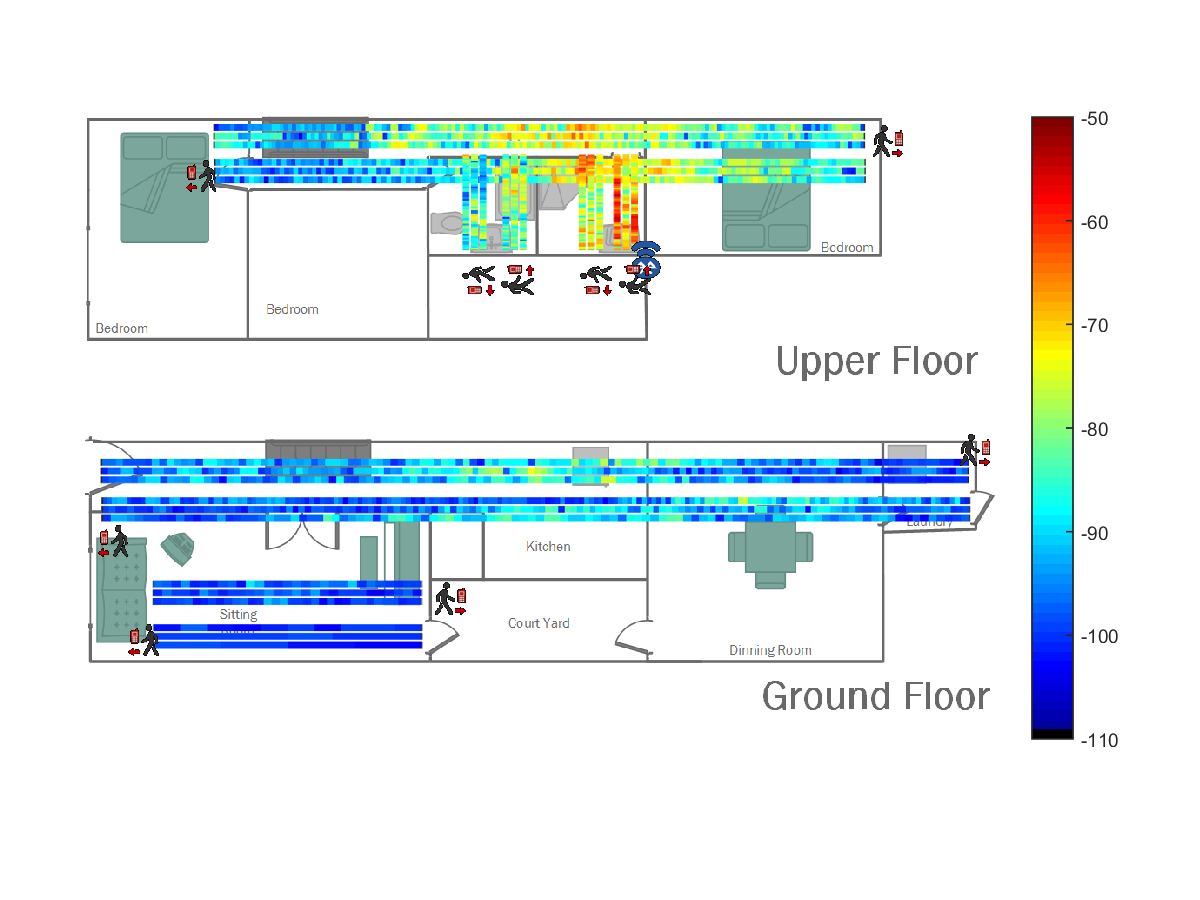 -50
Bedroom
Bedroom
Bedroom
-60
-70
Upper Floor
-80
-90
Laundry
Kitchen
Sitting
Court Yard
-100
Dinning Room
Ground Floor
-110